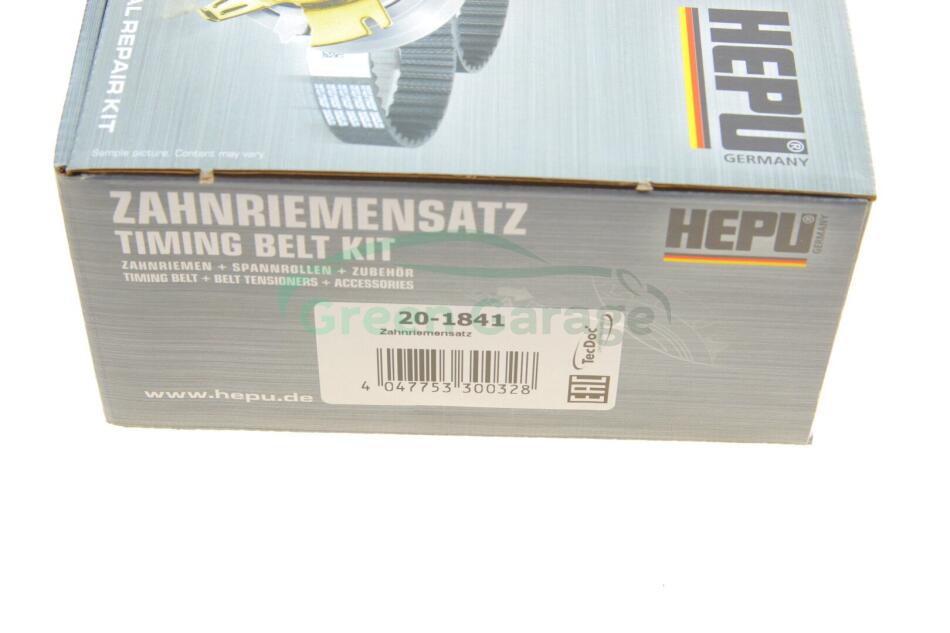 AL REPAIR KIT
HEPU®
GERMANY
Sample picture. Content may vary.
ZAHNRIEMENSATZ
TIMING BELT KIT
ZAHNRIEMEN + SPANNROLLEN + ZUBEHÖR
TIMING BELT + BELT TENSIONERS + ACCESSORIES
HEPU®
GERMANY
Green Garage
20-1841
Zahnriemensatz
4 047753 300328
EAC
TecDoc
www.hepu.de